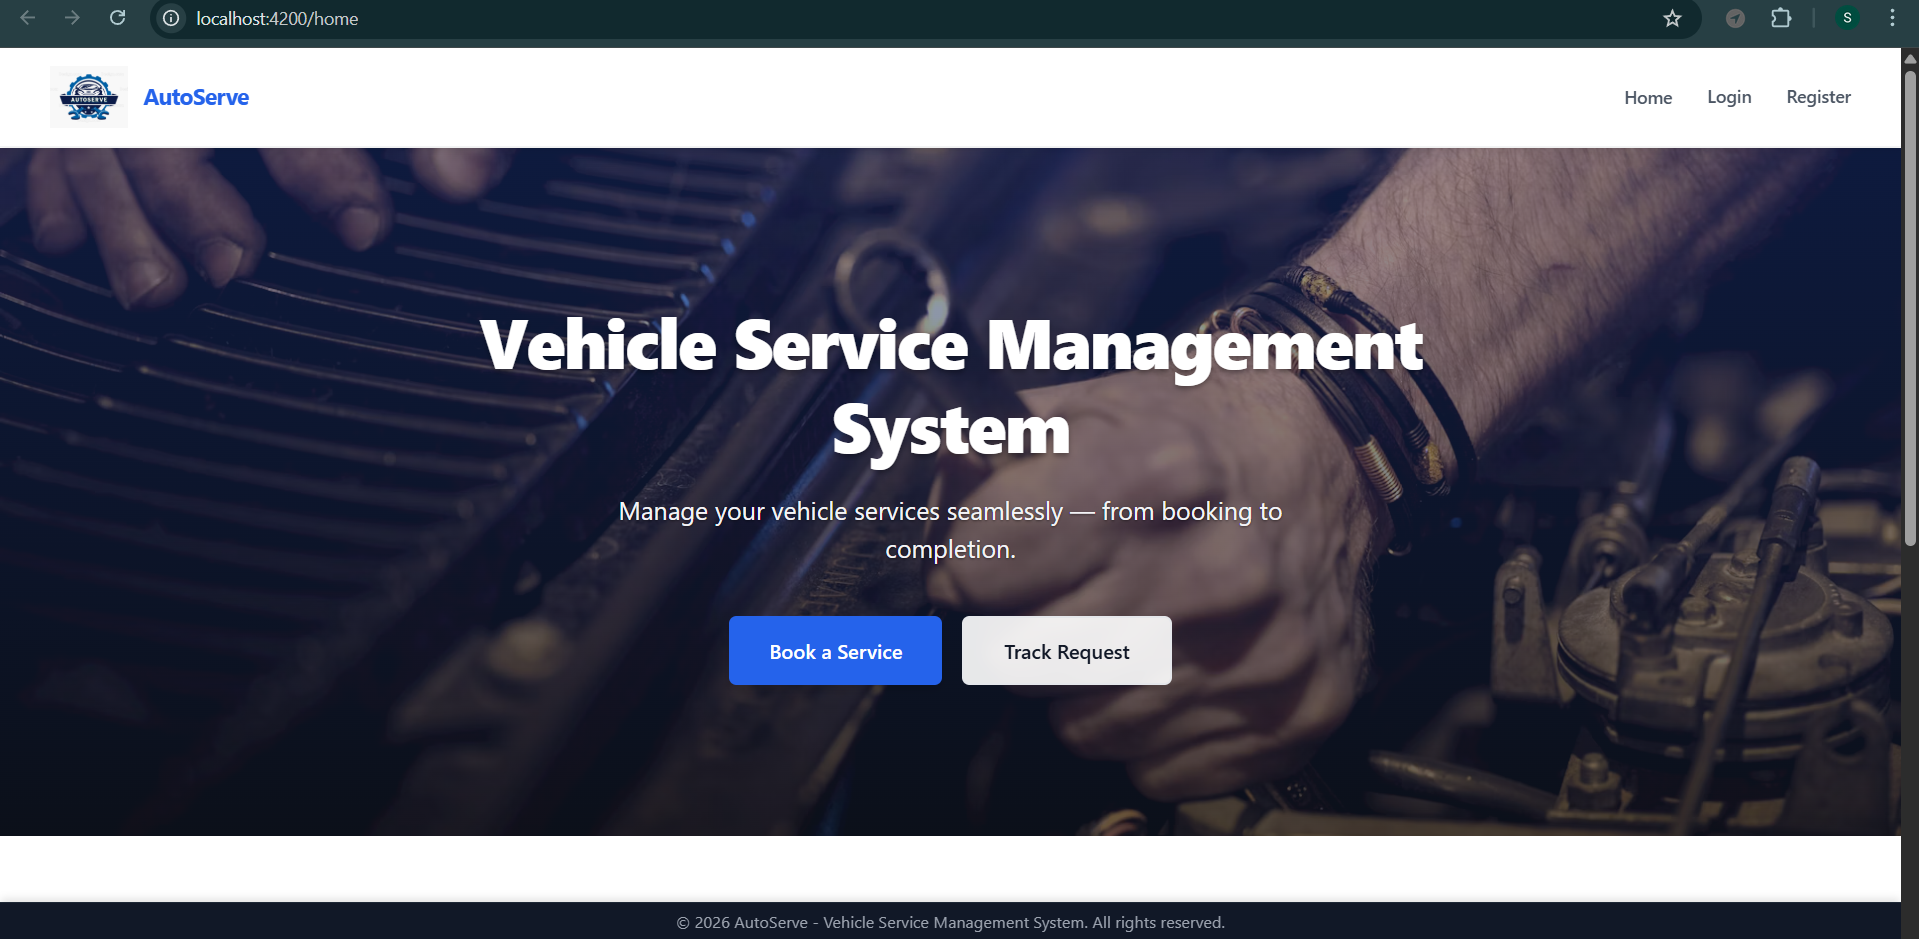 localhost:4200/home
S
AUTOSERVE
AutoServe
Home
Login
Register
Vehicle Service Management
System
Manage your vehicle services seamlessly — from booking to
completion.
Book a Service
Track Request
© 2026 AutoServe - Vehicle Service Management System. All rights reserved.